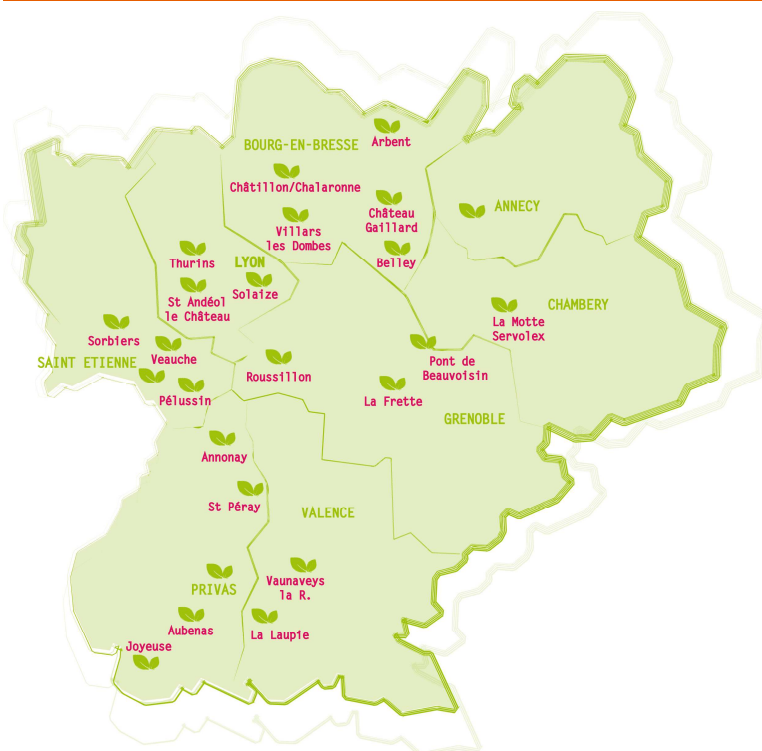 Arbent
BOURG-EN-BRESSE
Châtillon/Chalaronne
Château
Gaillard
ANNECY
Villars
les Dombes
Thurins
LYON
Belley
Solaize
St Andéol
le Château
CHAMBERY
La Motte
Servolex
Sorbiers
Veauche
SAINT ETIENNE
Pont de
Beauvoisin
Roussillon
Pélussin
La Frette
GRENOBLE
Annonay
St Péray
VALENCE
Vaunaveys
la R.
PRIVAS
Aubenas
La Laupie
Joyeuse